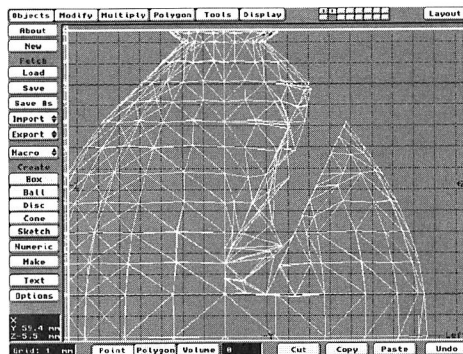 Objects Modify Multiply Polygon Tools Display Layout
About
New
Fetch
Load
Save
Save As
Import
Export
Macro
Create
Box
Ball
Disc
Cone
Sketch
Numeric
Make
Text
Options
X
Y 55.4 mm
Z-5.5 mm
Grid: 1 mm Point Polygon Volume 0 Cut Copy Paste Undo
Left